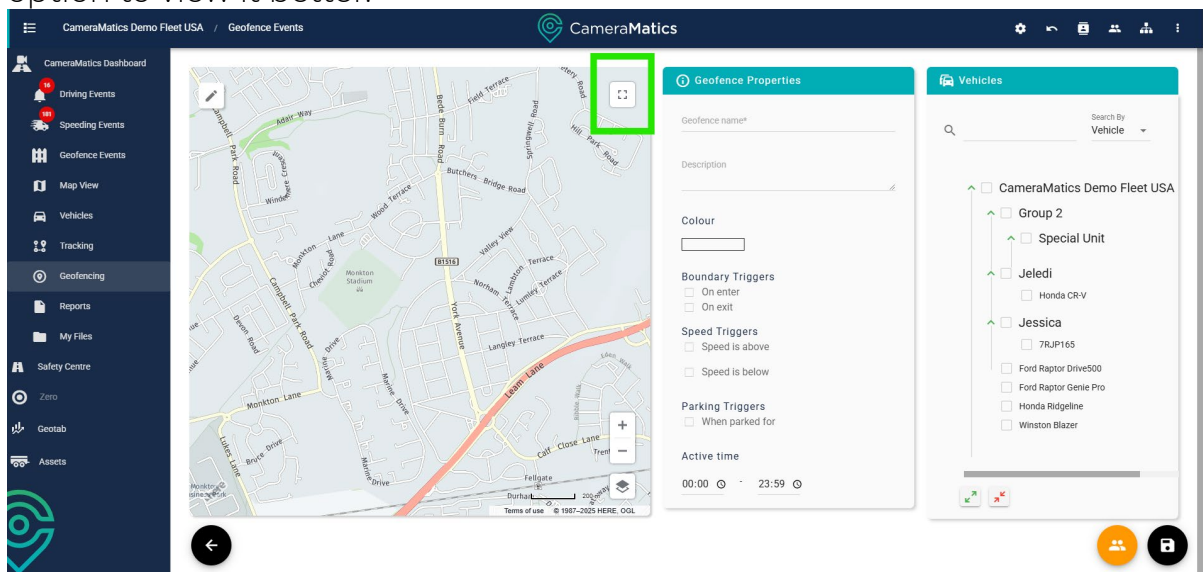 option to view it better.
CameraMatics Demo Fleet USA / Geofence Events
CameraMatics
CameraMatics Dashboard
16
Driving Events
181
Speeding Events
Geofence Events
Map View
Vehicles
Tracking
Geofencing
Reports
My Files
Safety Centre
Zero
Geotab
Assets
Field Terrace
Adair Way
Bede Burn Road
Springwell Road
Hill Park Road
Campbell Park Road
Butchers Bridge Road
Wood Terrace
Monkton Lane
Cheviot Road
Valley View
Lambton Terrace
B1516
Monkton
Stadium
Norham Terrace
Lumley Terrace
Campbell Park Road
York Avenue
Devon Road
Langley Terrace
Marine Drive
Marine Drive
Leam Lane
Monkton Lane
Lukes Lane
Bruce Drive
Marine Drive
Calf Close Lane
Fellgate
Terms of use © 1987–2025 HERE, OGL
Geofence Properties
Geofence name*
Description
Colour
Boundary Triggers
On enter
On exit
Speed Triggers
Speed is above
Speed is below
Parking Triggers
When parked for
Active time
00:00 - 23:59
Vehicles
Search By
Vehicle
CameraMatics Demo Fleet USA
Group 2
Special Unit
Jeledi
Honda CR-V
Jessica
7RJP165
Ford Raptor Drive500
Ford Raptor Genie Pro
Honda Ridgeline
Winston Blazer